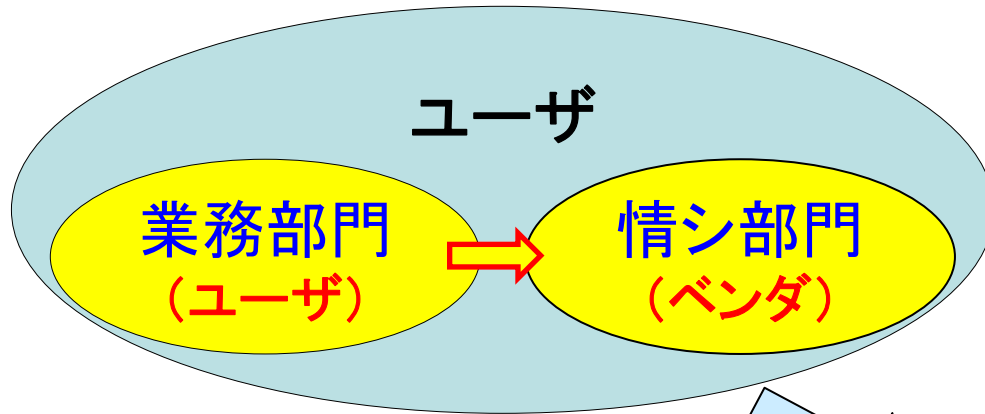 ユーザ
業務部門
（ユーザ）
情シ部門
（ベンダ）